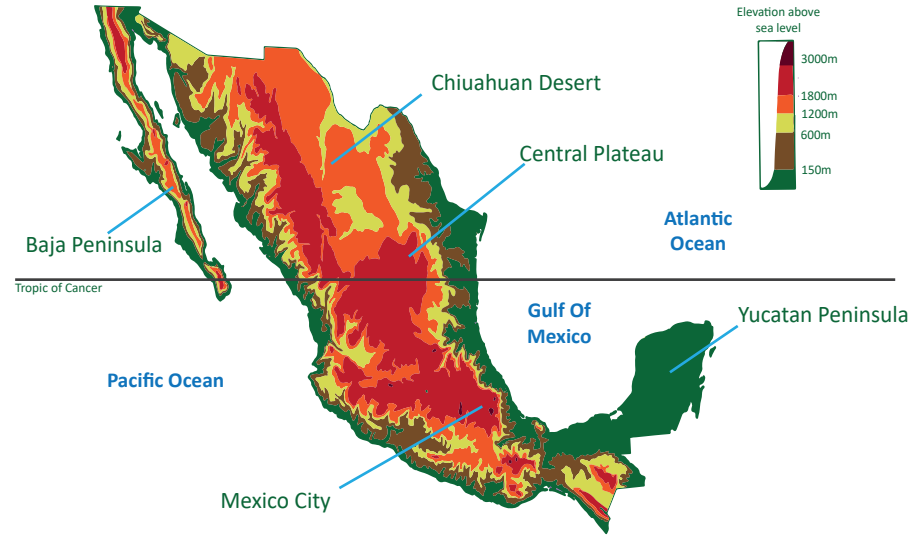 Elevation above
sea level
3000m
1800m
1200m
600m
150m
Chiuahuan Desert
Central Plateau
Atlantic
Ocean
Baja Peninsula
Tropic of Cancer
Gulf Of
Mexico
Yucatan Peninsula
Pacific Ocean
Mexico City